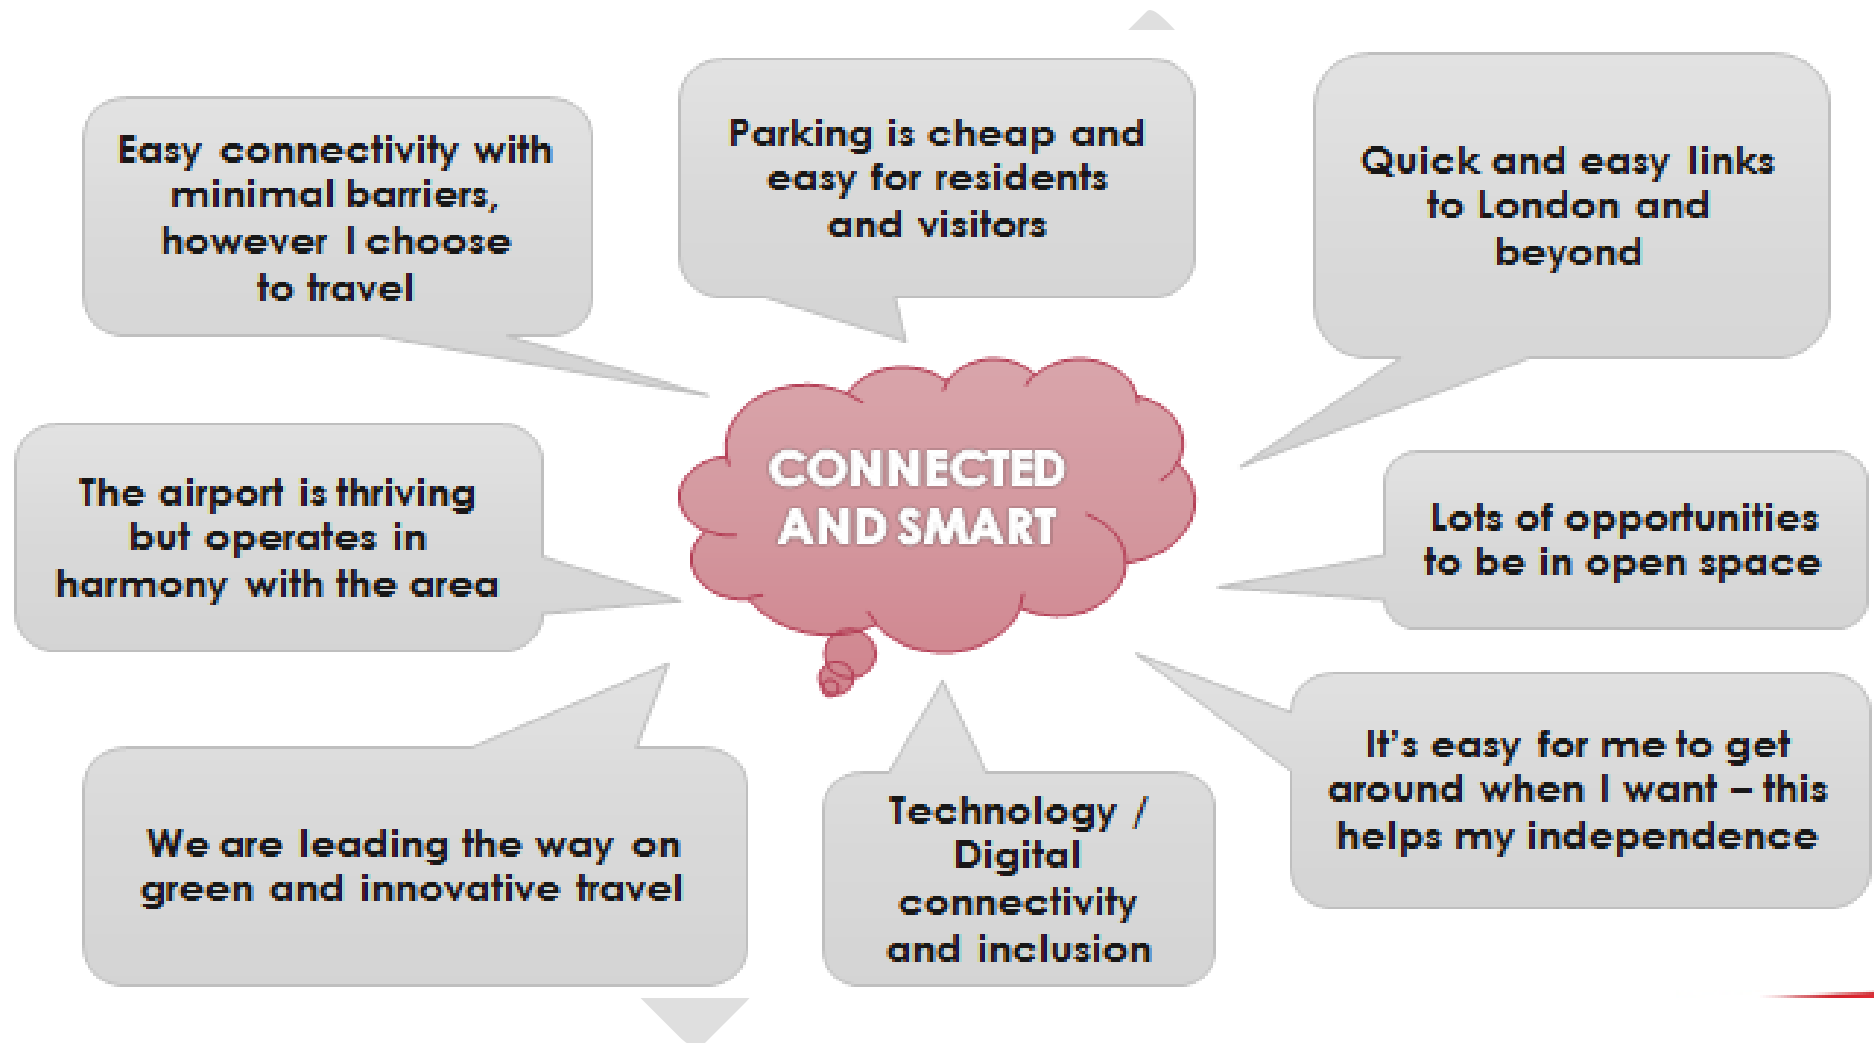 Easy connectivity with
minimal barriers,
however I choose
to travel
Parking is cheap and
easy for residents
and visitors
Quick and easy links
to London and
beyond
CONNECTED
AND SMART
The airport is thriving
but operates in
harmony with the area
Lots of opportunities
to be in open space
It's easy for me to get
around when I want – this
helps my independence
We are leading the way on
green and innovative travel
Technology /
Digital
connectivity
and inclusion